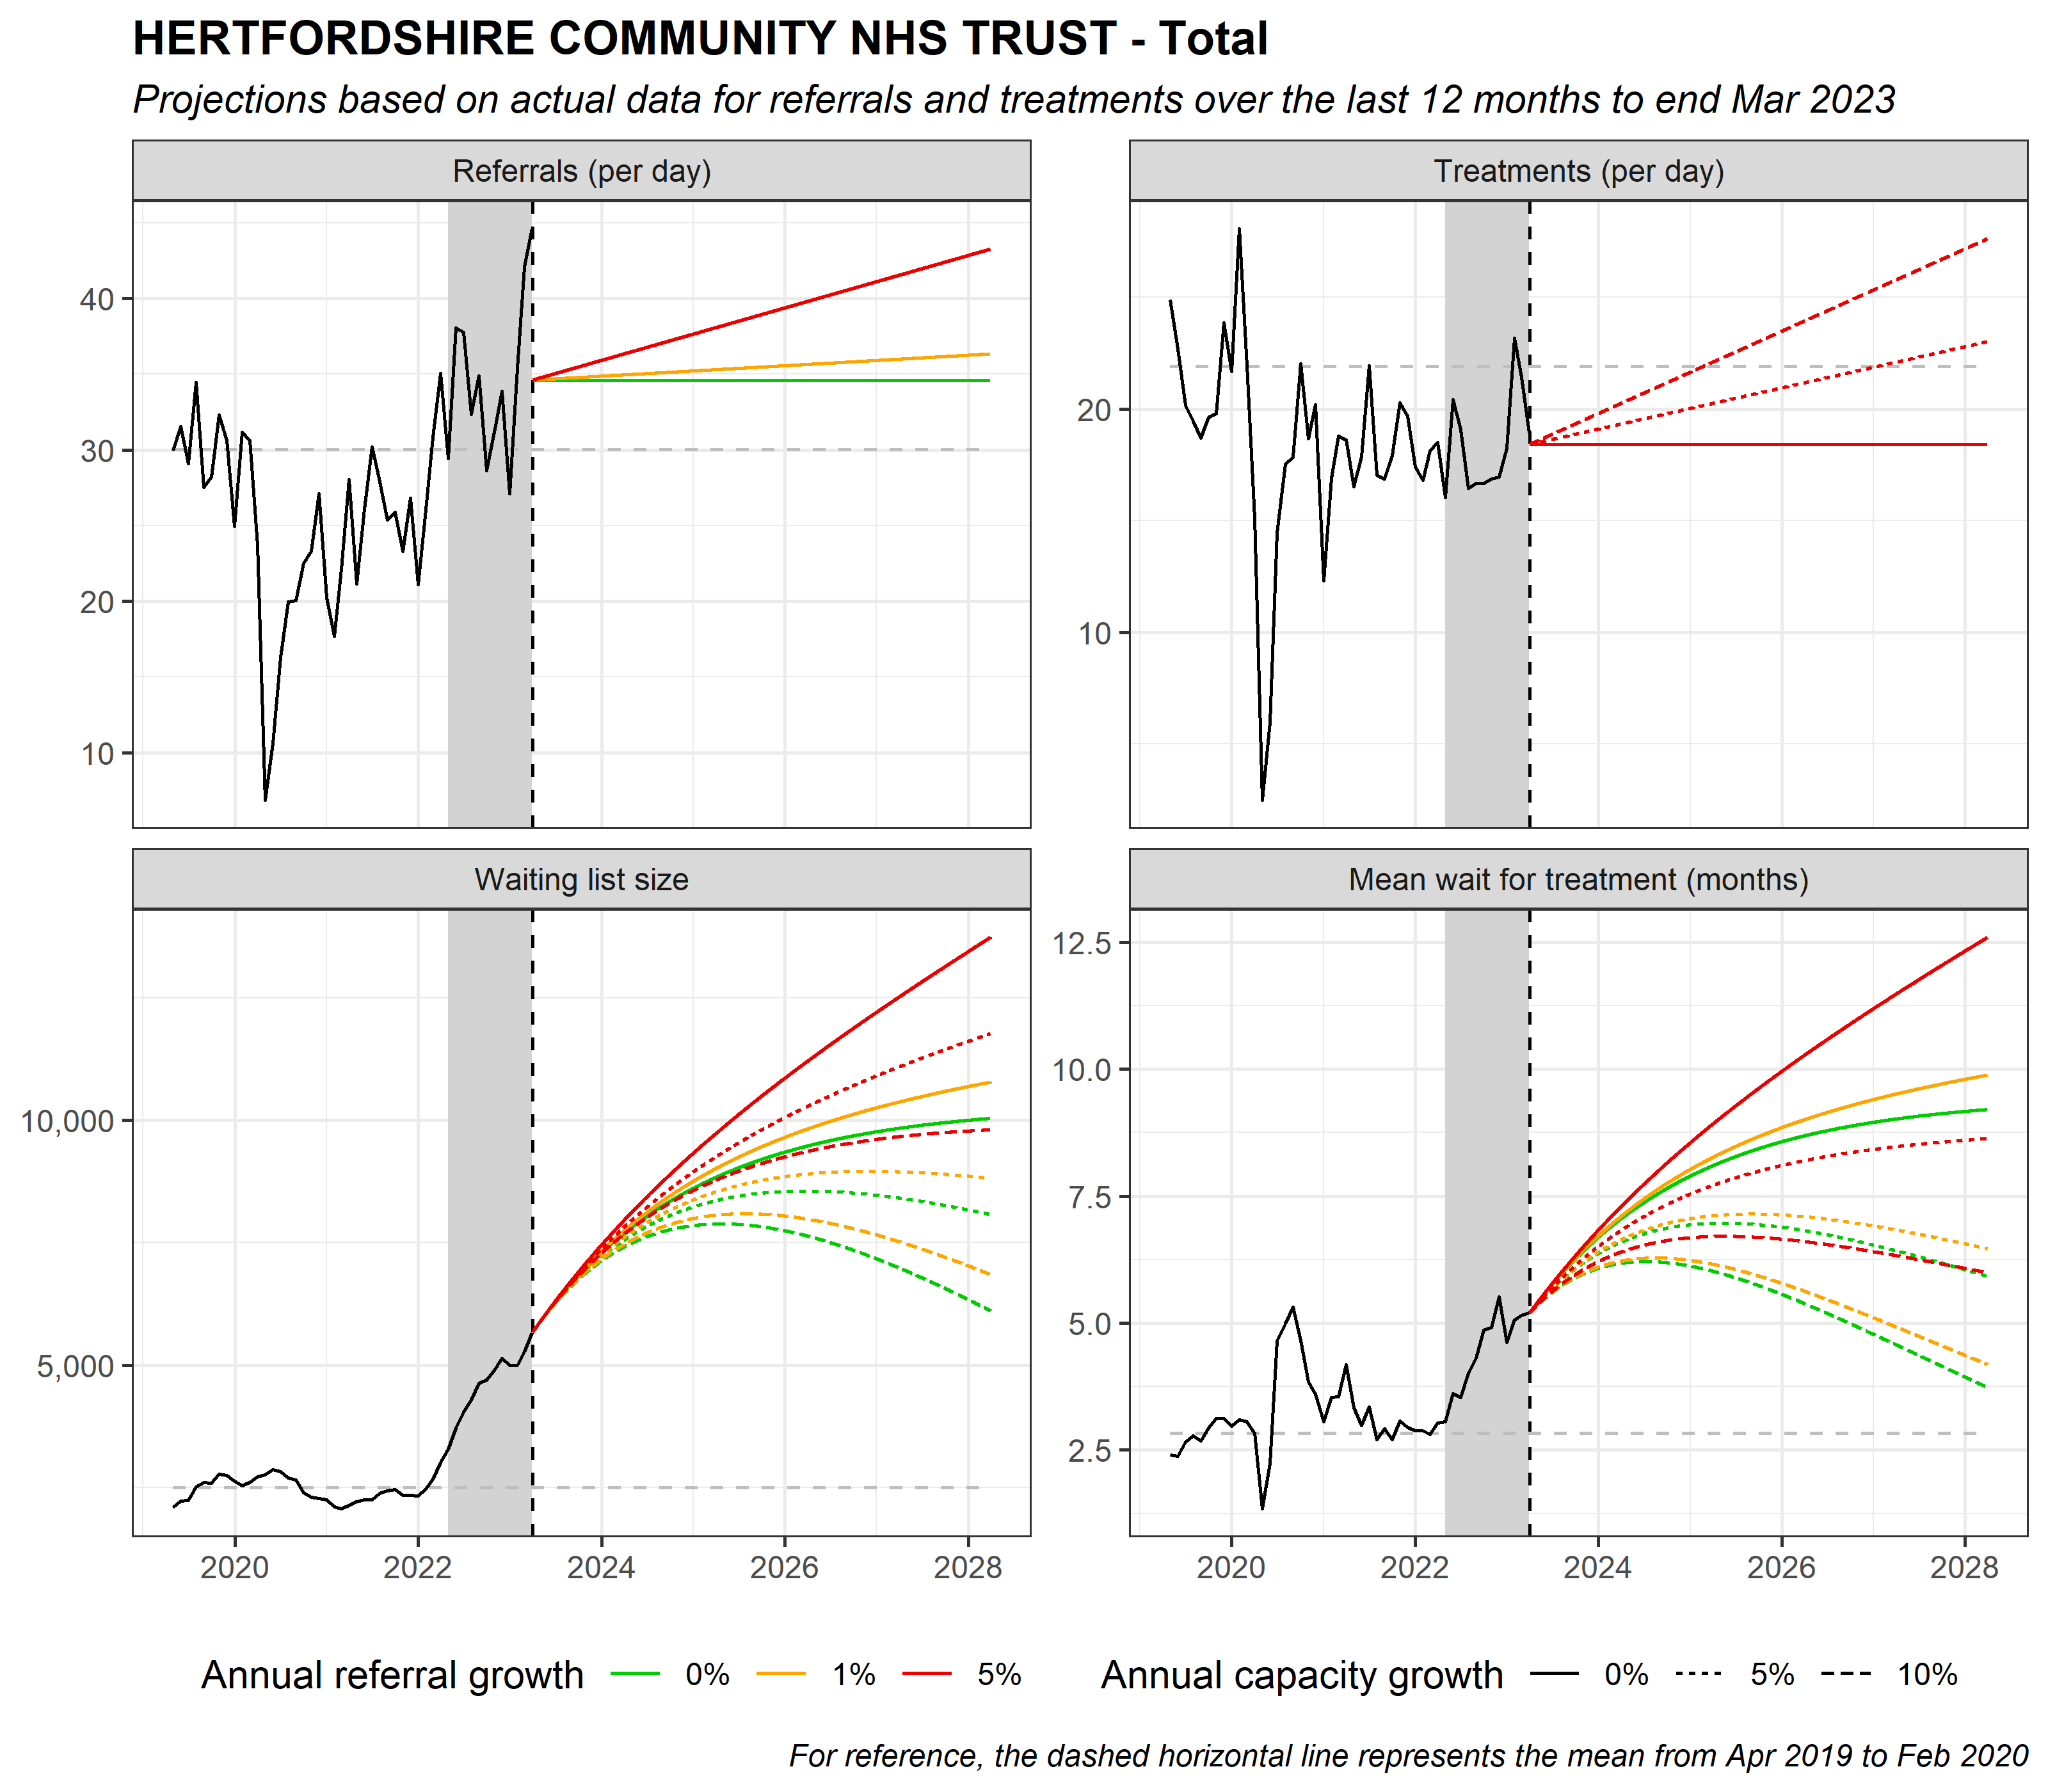 HERTFORDSHIRE COMMUNITY NHS TRUST - Total
Projections based on actual data for referrals and treatments over the last 12 months to end Mar 2023
Referrals (per day)
40
30
20
10
Treatments (per day)
20
10
Waiting list size
10,000
5,000
2020 2022 2024 2026 2028
Mean wait for treatment (months)
12.5
10.0
7.5
5.0
2.5
2020 2022 2024 2026 2028
Annual referral growth 0% 1% 5%
Annual capacity growth 0% 5% 10%
For reference, the dashed horizontal line represents the mean from Apr 2019 to Feb 2020